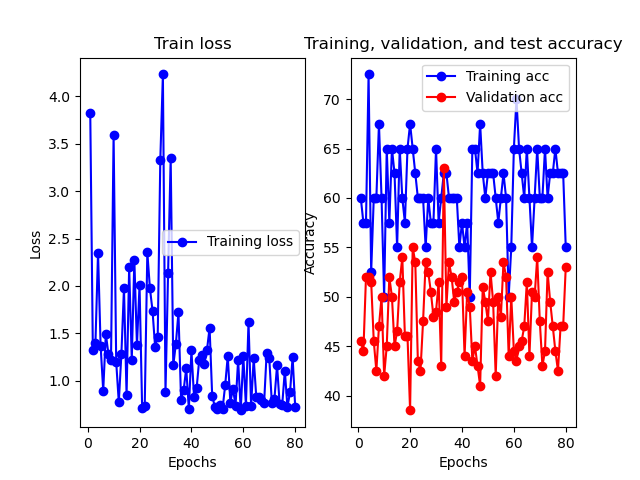 Train loss
4.0
3.5
3.0
2.5
2.0
1.5
1.0
Loss
Training loss
0 20 40 60 80
Epochs
Training, validation, and test accuracy
70
65
60
55
50
45
40
Accuracy
Training acc
Validation acc
0 20 40 60 80
Epochs